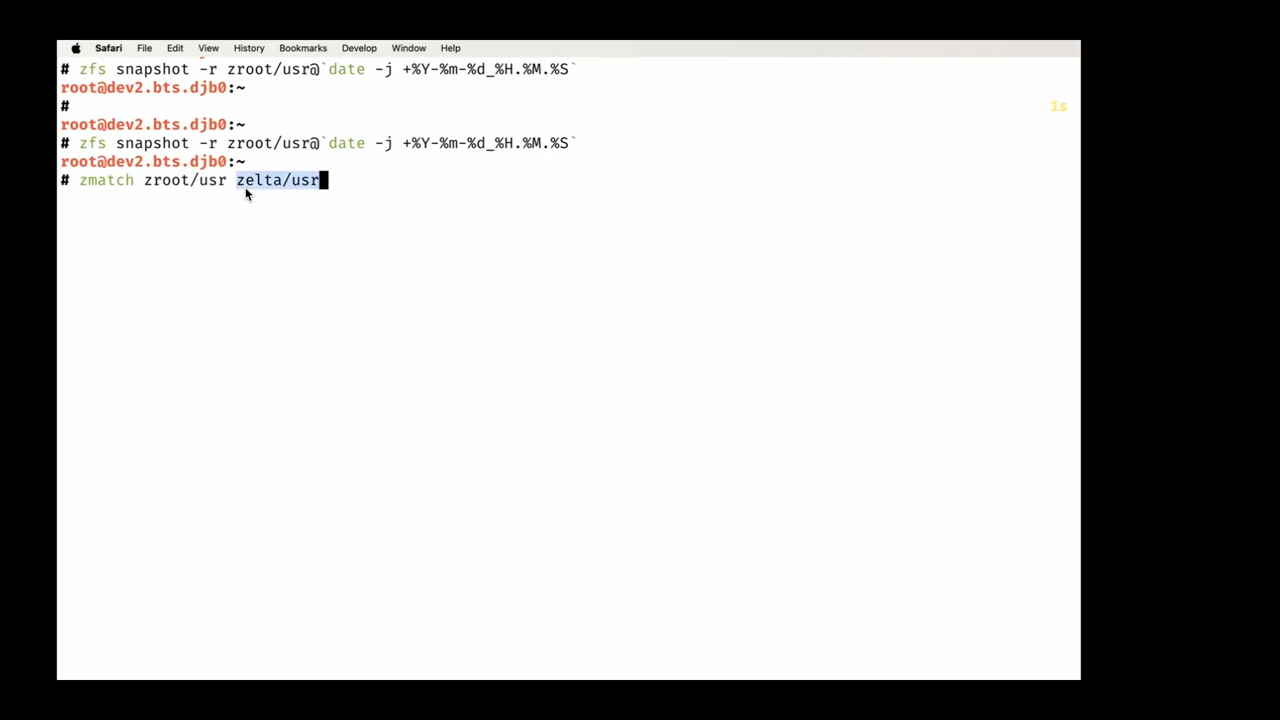 Safari File Edit View History Bookmarks Develop Window Help
# zfs snapshot -r zroot/usr@`date -j +%Y-%m-%d_%H.%M.%S`
root@dev2.bts.djb0:~
# 1s
root@dev2.bts.djb0:~
# zfs snapshot -r zroot/usr@`date -j +%Y-%m-%d_%H.%M.%S`
root@dev2.bts.djb0:~
# zmatch zroot/usr zelta/usr